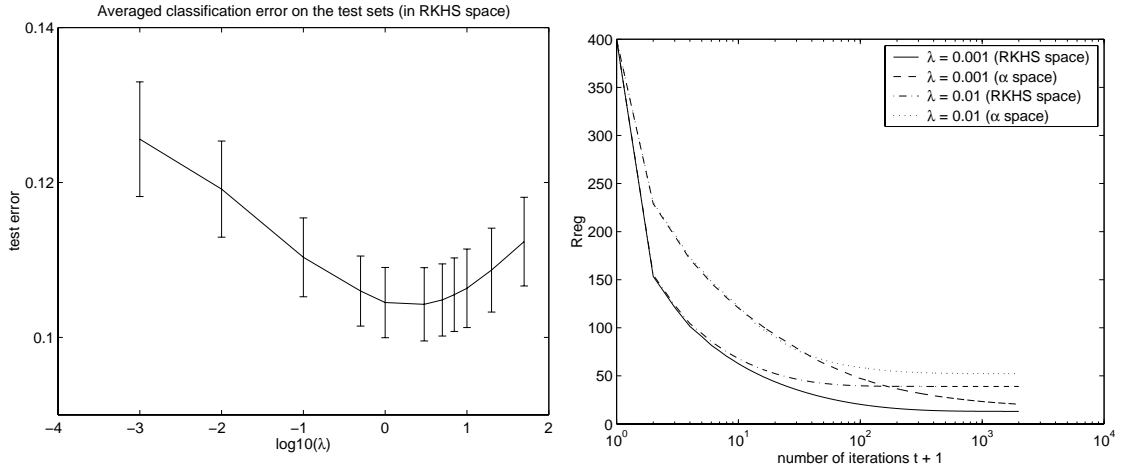 Averaged classification error on the test sets (in RKHS space)
0.14
0.12
0.1
test error
−4
−3
−2
−1
0
1
2
log10(λ)
400
350
300
250
200
150
100
50
0
Rreg
λ = 0.001 (RKHS space)
λ = 0.001 (α space)
λ = 0.01 (RKHS space)
λ = 0.01 (α space)
10^0
10^1
10^2
10^3
10^4
number of iterations t + 1